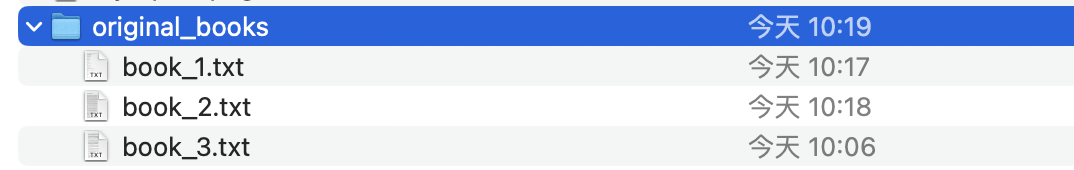 original_books 今天 10:19
book_1.txt 今天 10:17
book_2.txt 今天 10:18
book_3.txt 今天 10:06